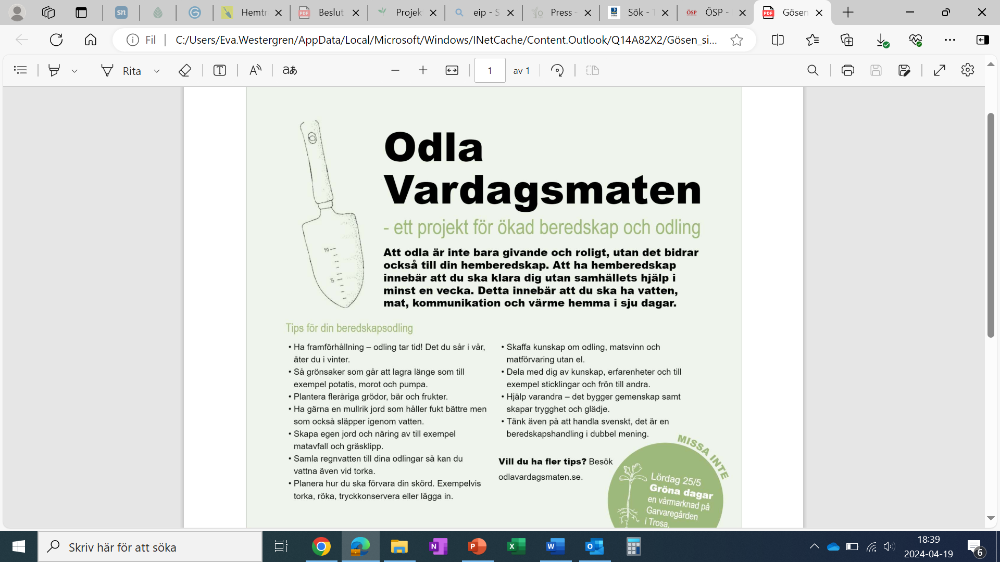 Hemtr
Beslut
Projek
eip - S
Press -
Sök - T
ÖSP -
Gösen
Fil
C:/Users/Eva.Westergren/AppData/Local/Microsoft/Windows/INetCache/Content.Outlook/Q14A82X2/Gösen_si...
Rita
1 av 1
Odla
Vardagsmaten
- ett projekt för ökad beredskap och odling
Att odla är inte bara givande och roligt, utan det bidrar
också till din hemberedskap. Att ha hemberedskap
innebär att du ska klara dig utan samhällets hjälp i
minst en vecka. Detta innebär att du ska ha vatten,
mat, kommunikation och värme hemma i sju dagar.
10
5
Tips för din beredskapsodling
• Ha framförhållning – odling tar tid! Det du sår i vår,
äter du i vinter.
• Så grönsaker som går att lagra länge som till
exempel potatis, morot och pumpa.
• Plantera fleråriga grödor, bär och frukter.
• Ha gärna en mullrik jord som håller fukt bättre men
som också släpper igenom vatten.
• Skapa egen jord och näring av till exempel
matavfall och gräsklipp.
• Samla regnvatten till dina odlingar så kan du
vattna även vid torka.
• Planera hur du ska förvara din skörd. Exempelvis
torka, röka, tryckkonservera eller lägga in.
• Skaffa kunskap om odling, matsvinn och
matförvaring utan el.
• Dela med dig av kunskap, erfarenheter och till
exempel sticklingar och frön till andra.
• Hjälp varandra – det bygger gemenskap samt
skapar trygghet och glädje.
• Tänk även på att handla svenskt, det är en
beredskapshandling i dubbel mening.
Vill du ha fler tips? Besök
odlavardagsmaten.se.
MISSA INTE
Lördag 25/5
Gröna dagar
en vårmarknad på
Garvaregården
i Trosa.
Skriv här för att söka
18:39
2024-04-19
6